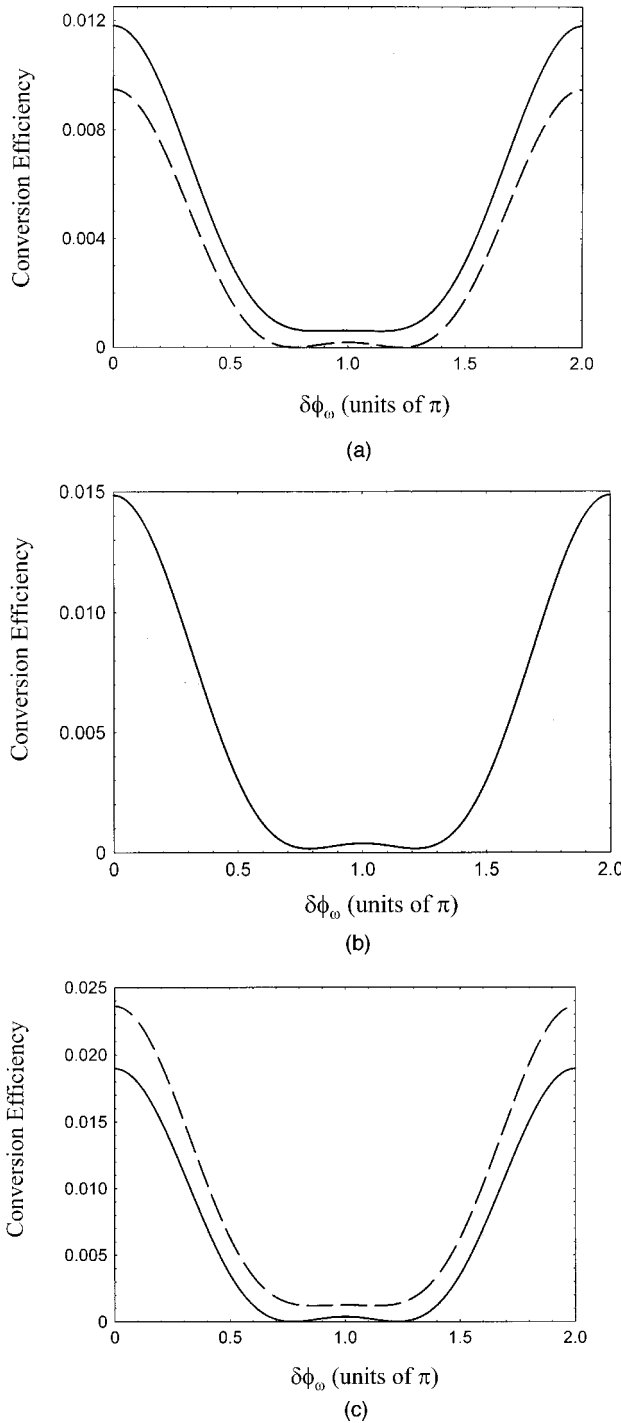 0.012
0.008
0.004
0
Conversion Efficiency
0 0.5 1.0 1.5 2.0
δϕω (units of π)
(a)
0.015
0.010
0.005
0
Conversion Efficiency
0 0.5 1.0 1.5 2.0
δϕω (units of π)
(b)
0.025
0.020
0.015
0.010
0.005
0
Conversion Efficiency
0 0.5 1.0 1.5 2.0
δϕω (units of π)
(c)